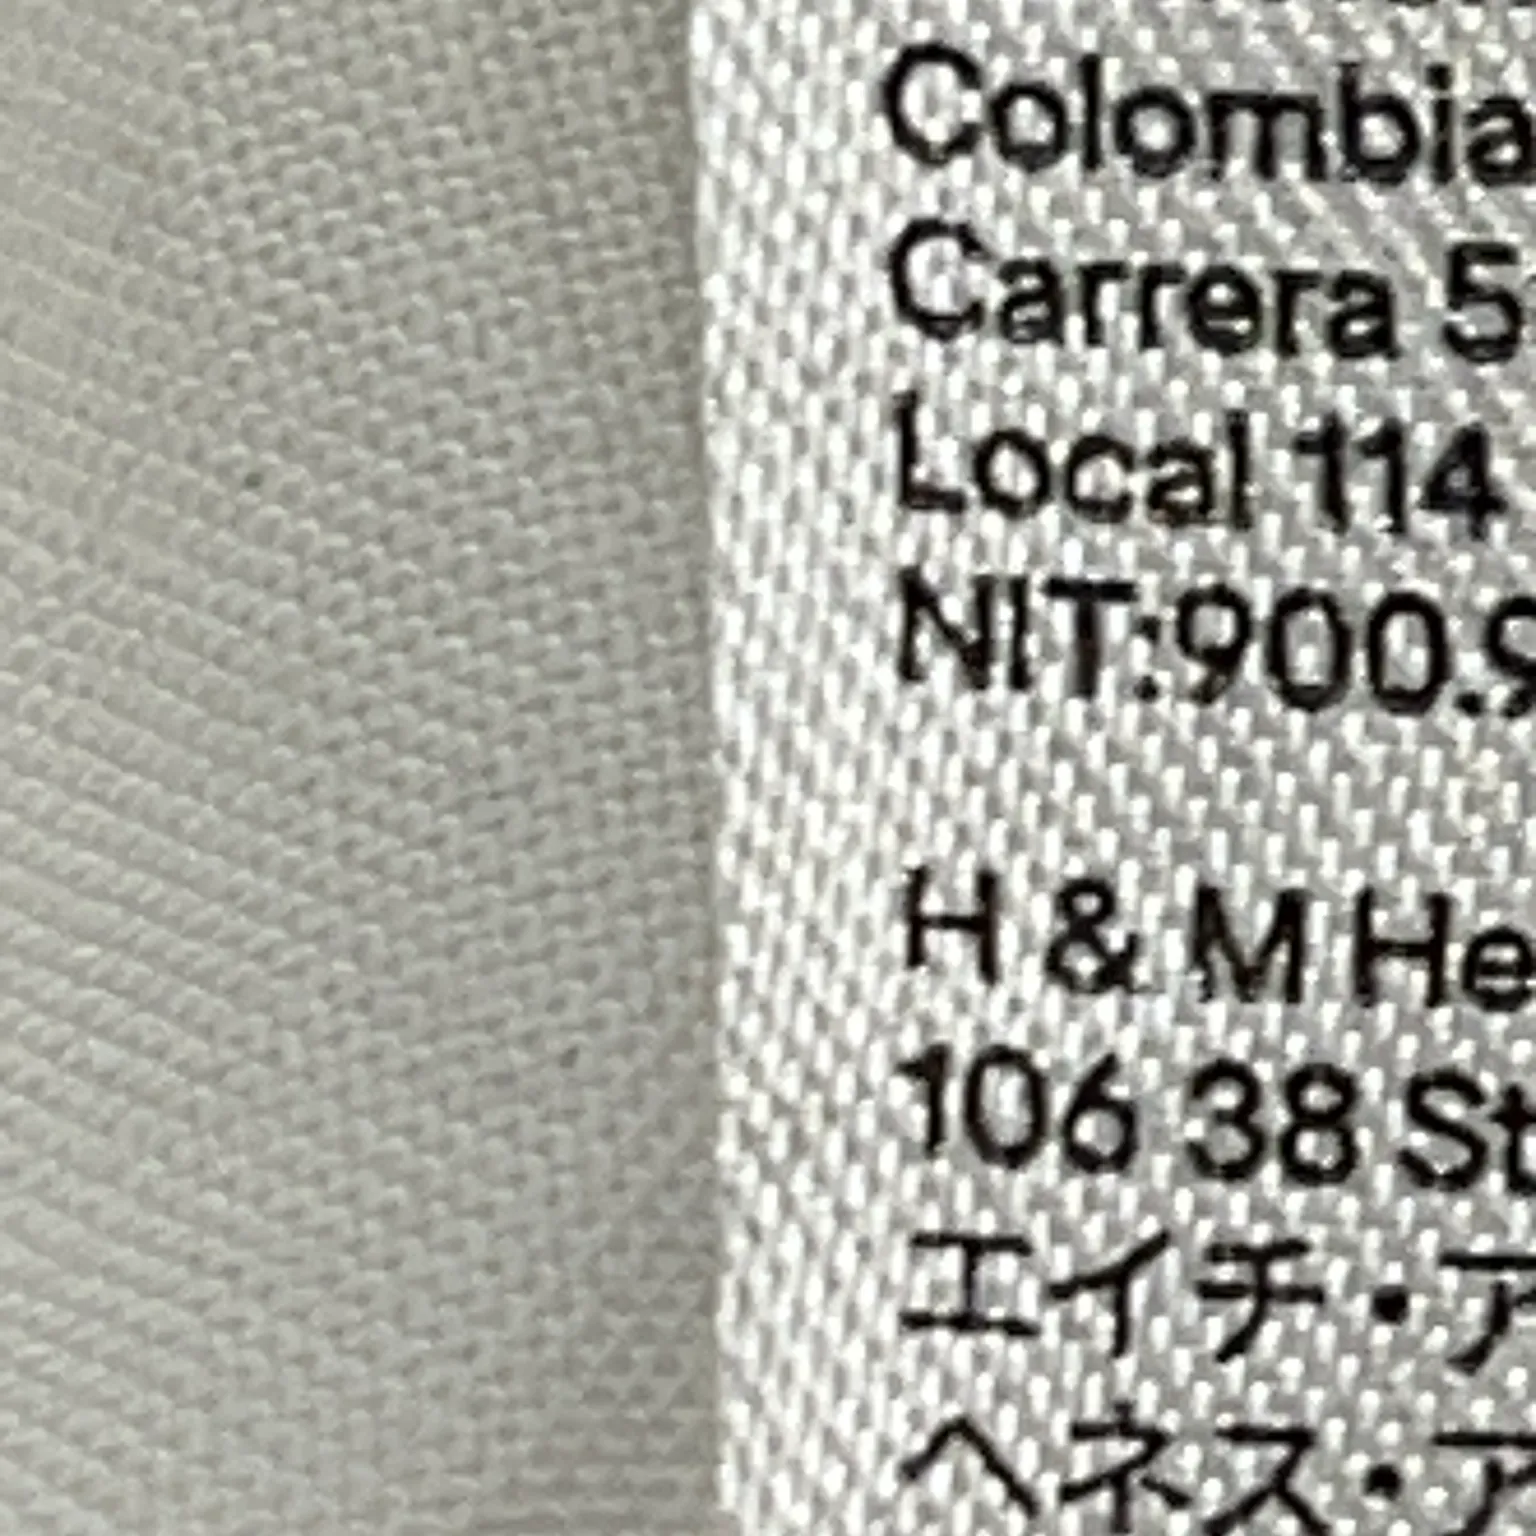 Colombia
Carrera 5
Local 114
NIT:900.9
H & M He
106 38 St
エイチ・ア
ヘネス・ア